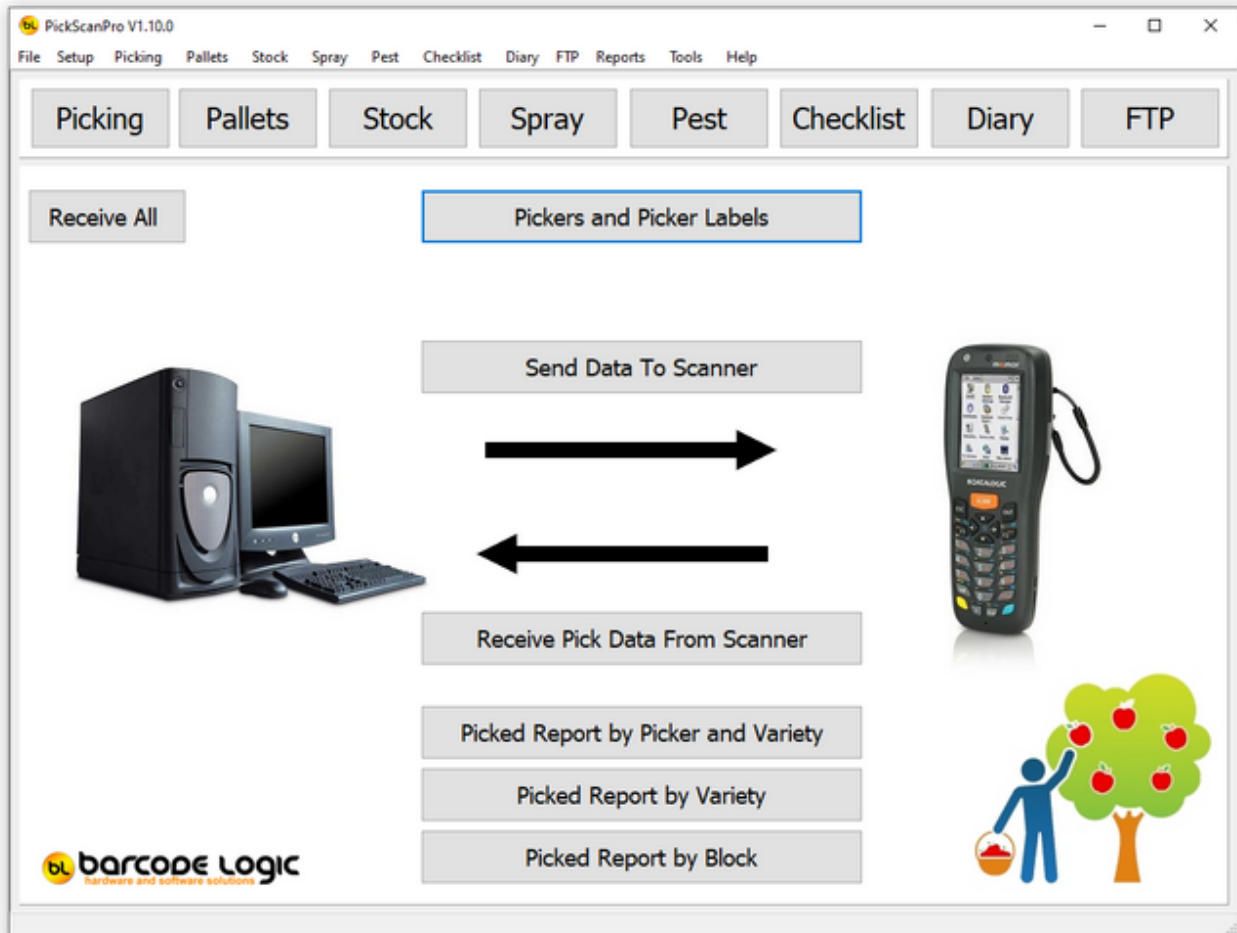 bL PickScanPro V1.10.0
File Setup Picking Pallets Stock Spray Pest Checklist Diary FTP Reports Tools Help
Picking Pallets Stock Spray Pest Checklist Diary FTP
Receive All
Pickers and Picker Labels
Send Data To Scanner
DATALOGIC
Receive Pick Data From Scanner
Picked Report by Picker and Variety
Picked Report by Variety
Picked Report by Block
bL barcode Logic
hardware and software solutions